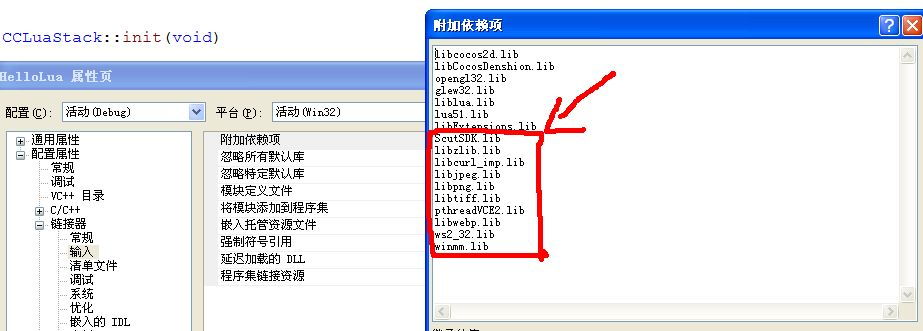 CCLuaStack::init(void)
HelloLua 属性页
配置(C): 活动(Debug) 平台(P): 活动(Win32)
通用属性
配置属性
常规
调试
VC++ 目录
C/C++
链接器
常规
输入
清单文件
调试
系统
优化
嵌入的 IDL
附加依赖项
忽略所有默认库
忽略特定默认库
模块定义文件
将模块添加到程序集
嵌入托管资源文件
强制符号引用
延迟加载的 DLL
程序集链接资源
附加依赖项
libcocos2d.lib
libCocosDenshion.lib
opengl32.lib
glew32.lib
liblua.lib
lua51.lib
libExtensions.lib
ScutSDK.lib
libzlib.lib
libcurl_imp.lib
libjpeg.lib
libpng.lib
libtiff.lib
pthreadVCE2.lib
libwebp.lib
ws2_32.lib
winmm.lib